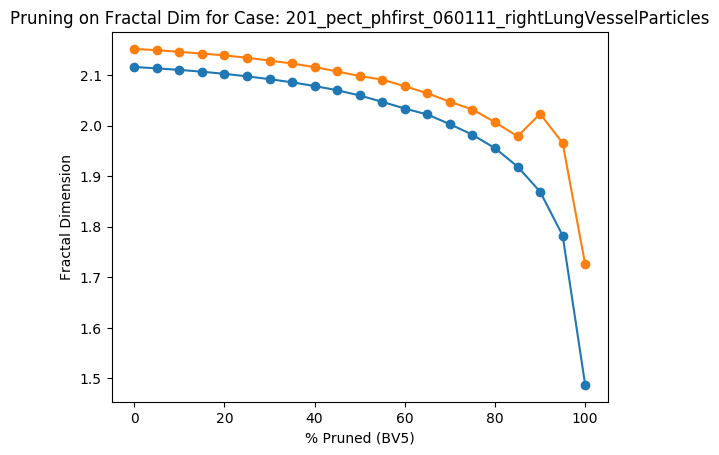 Pruning on Fractal Dim for Case: 201_pect_phfirst_060111_rightLungVesselParticles
Fractal Dimension
2.1
2.0
1.9
1.8
1.7
1.6
1.5
0 20 40 60 80 100
% Pruned (BV5)